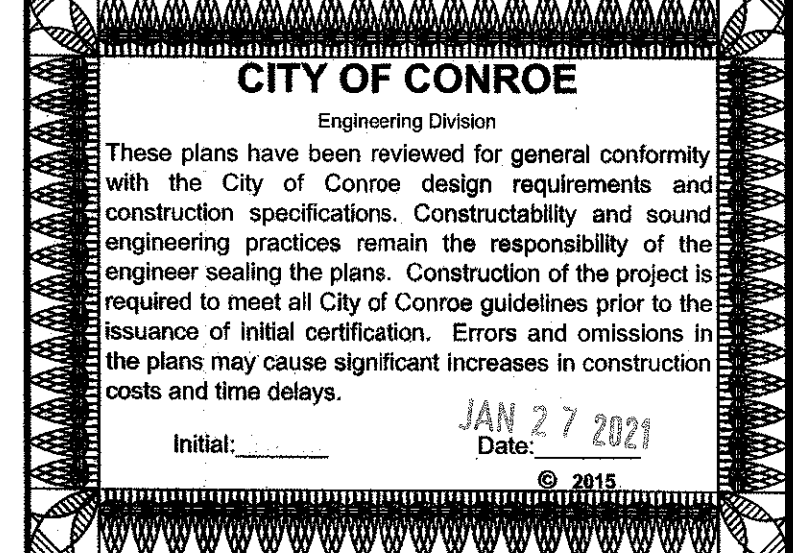 CITY OF CONROE
Engineering Division
These plans have been reviewed for general conformity
with the City of Conroe design requirements and
construction specifications. Constructability and sound
engineering practices remain the responsibility of the
engineer sealing the plans. Construction of the project is
required to meet all City of Conroe guidelines prior to the
issuance of initial certification. Errors and omissions in
the plans may cause significant increases in construction
costs and time delays.
JAN 27 2021
Initial:________ Date:________
© 2015